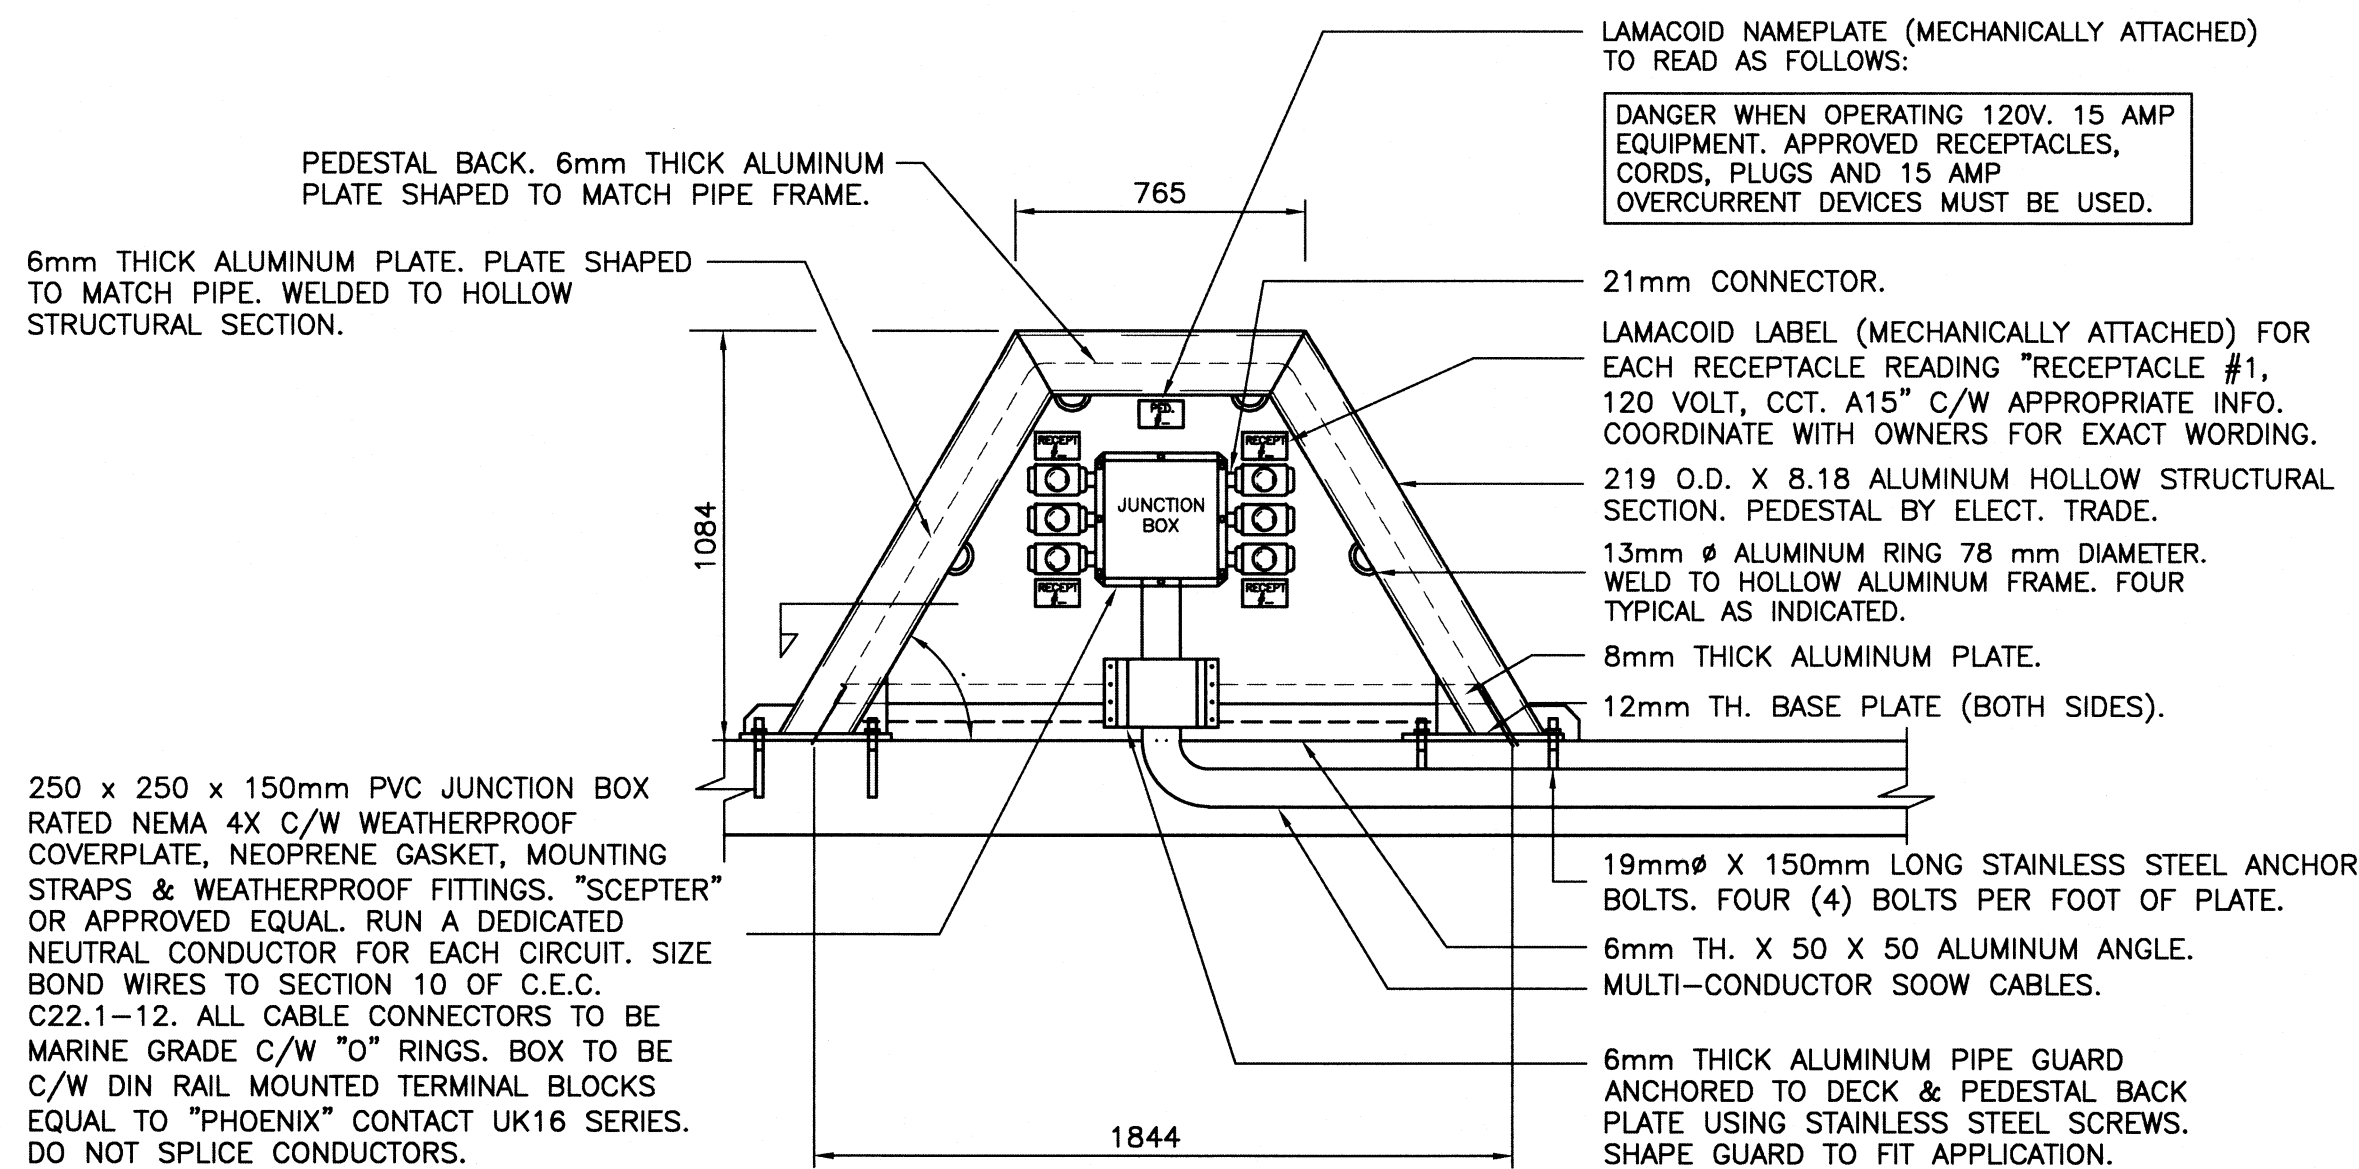 LAMACOID NAMEPLATE (MECHANICALLY ATTACHED)
TO READ AS FOLLOWS:
DANGER WHEN OPERATING 120V. 15 AMP
EQUIPMENT. APPROVED RECEPTACLES,
CORDS, PLUGS AND 15 AMP
OVERCURRENT DEVICES MUST BE USED.
PEDESTAL BACK. 6mm THICK ALUMINUM
PLATE SHAPED TO MATCH PIPE FRAME.
765
6mm THICK ALUMINUM PLATE. PLATE SHAPED
TO MATCH PIPE. WELDED TO HOLLOW
STRUCTURAL SECTION.
21mm CONNECTOR.
LAMACOID LABEL (MECHANICALLY ATTACHED) FOR
EACH RECEPTACLE READING "RECEPTACLE #1,
120 VOLT, CCT. A15" C/W APPROPRIATE INFO.
COORDINATE WITH OWNERS FOR EXACT WORDING.
PED.
RECEPT
RECEPT
JUNCTION
BOX
RECEPT
RECEPT
1084
219 O.D. X 8.18 ALUMINUM HOLLOW STRUCTURAL
SECTION. PEDESTAL BY ELECT. TRADE.
13mm ø ALUMINUM RING 78 mm DIAMETER.
WELD TO HOLLOW ALUMINUM FRAME. FOUR
TYPICAL AS INDICATED.
8mm THICK ALUMINUM PLATE.
12mm TH. BASE PLATE (BOTH SIDES).
250 x 250 x 150mm PVC JUNCTION BOX
RATED NEMA 4X C/W WEATHERPROOF
COVERPLATE, NEOPRENE GASKET, MOUNTING
STRAPS & WEATHERPROOF FITTINGS. "SCEPTER"
OR APPROVED EQUAL. RUN A DEDICATED
NEUTRAL CONDUCTOR FOR EACH CIRCUIT. SIZE
BOND WIRES TO SECTION 10 OF C.E.C.
C22.1-12. ALL CABLE CONNECTORS TO BE
MARINE GRADE C/W "O" RINGS. BOX TO BE
C/W DIN RAIL MOUNTED TERMINAL BLOCKS
EQUAL TO "PHOENIX" CONTACT UK16 SERIES.
DO NOT SPLICE CONDUCTORS.
19mmø X 150mm LONG STAINLESS STEEL ANCHOR
BOLTS. FOUR (4) BOLTS PER FOOT OF PLATE.
6mm TH. X 50 X 50 ALUMINUM ANGLE.
MULTI-CONDUCTOR SOOW CABLES.
6mm THICK ALUMINUM PIPE GUARD
ANCHORED TO DECK & PEDESTAL BACK
PLATE USING STAINLESS STEEL SCREWS.
SHAPE GUARD TO FIT APPLICATION.
1844